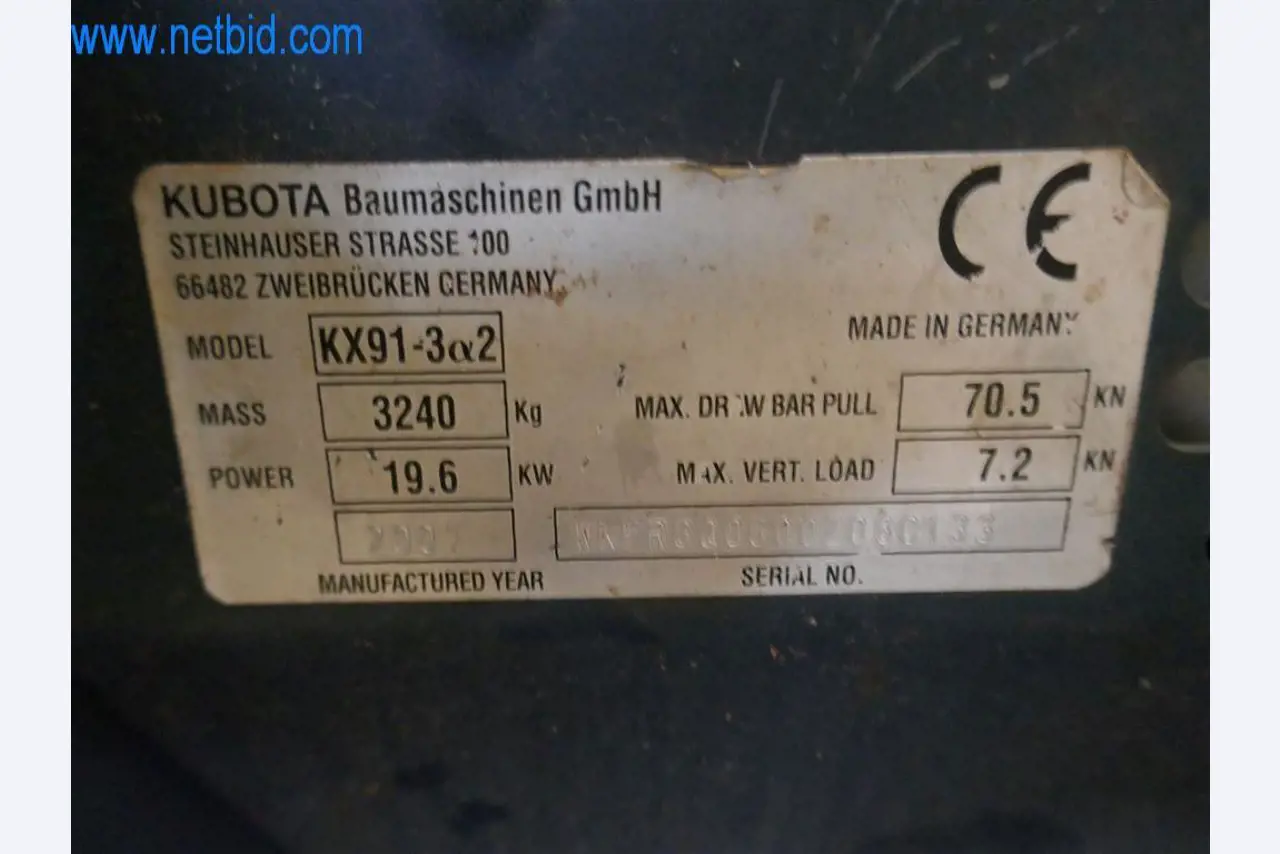 www.netbid.com
KUBOTA Baumaschinen GmbH
STEINHAUSER STRASSE 100
66482 ZWEIBRÜCKEN GERMANY
CE
MODEL KX91-3α2
MADE IN GERMANY
MASS 3240 Kg
MAX. DRAW BAR PULL 70.5 KN
POWER 19.6 KW
MAX. VERT. LOAD 7.2 KN
MANUFACTURED YEAR
SERIAL NO.